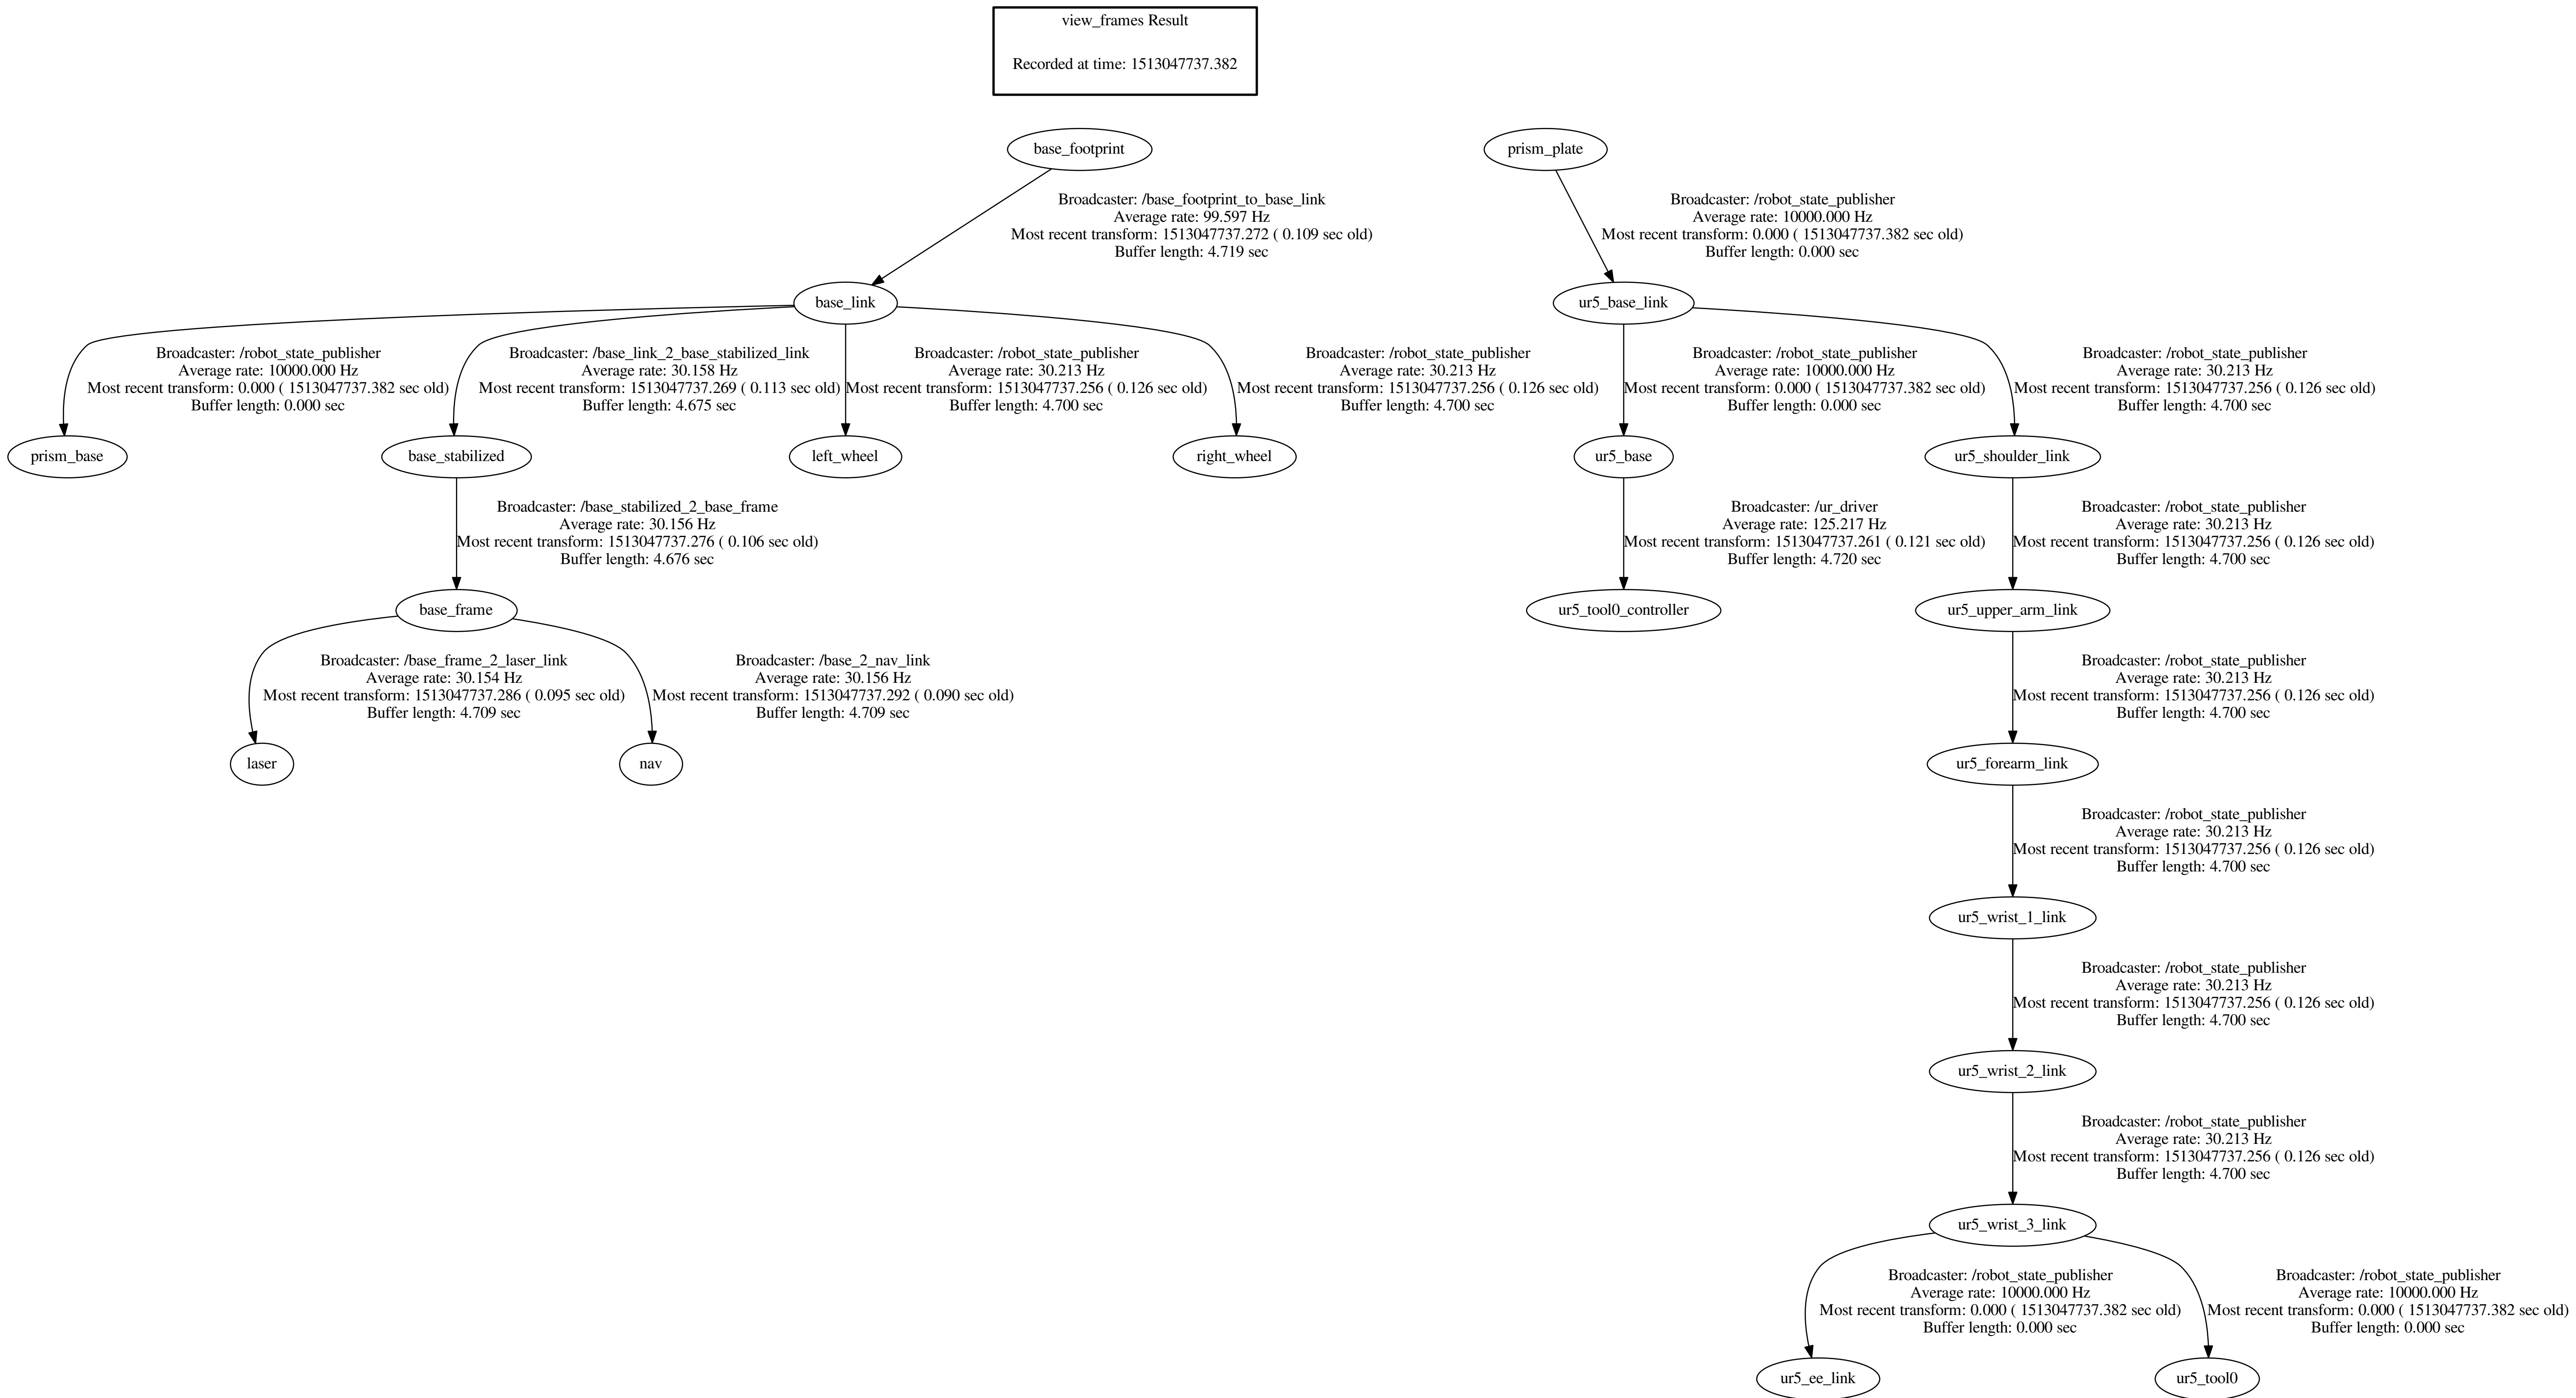 view_frames Result
Recorded at time: 1513047737.382
base_footprint
prism_plate
Broadcaster: /base_footprint_to_base_link
Average rate: 99.597 Hz
Most recent transform: 1513047737.272 ( 0.109 sec old)
Buffer length: 4.719 sec
Broadcaster: /robot_state_publisher
Average rate: 10000.000 Hz
Most recent transform: 0.000 ( 1513047737.382 sec old)
Buffer length: 0.000 sec
base_link
ur5_base_link
Broadcaster: /robot_state_publisher
Average rate: 10000.000 Hz
Most recent transform: 0.000 ( 1513047737.382 sec old)
Buffer length: 0.000 sec
Broadcaster: /base_link_2_base_stabilized_link
Average rate: 30.158 Hz
Most recent transform: 1513047737.269 ( 0.113 sec old)
Buffer length: 4.675 sec
Broadcaster: /robot_state_publisher
Average rate: 30.213 Hz
Most recent transform: 1513047737.256 ( 0.126 sec old)
Buffer length: 4.700 sec
Broadcaster: /robot_state_publisher
Average rate: 30.213 Hz
Most recent transform: 1513047737.256 ( 0.126 sec old)
Buffer length: 4.700 sec
Broadcaster: /robot_state_publisher
Average rate: 10000.000 Hz
Most recent transform: 0.000 ( 1513047737.382 sec old)
Buffer length: 0.000 sec
Broadcaster: /robot_state_publisher
Average rate: 30.213 Hz
Most recent transform: 1513047737.256 ( 0.126 sec old)
Buffer length: 4.700 sec
prism_base
base_stabilized
left_wheel
right_wheel
ur5_base
ur5_shoulder_link
Broadcaster: /base_stabilized_2_base_frame
Average rate: 30.156 Hz
Most recent transform: 1513047737.276 ( 0.106 sec old)
Buffer length: 4.676 sec
Broadcaster: /ur_driver
Average rate: 125.217 Hz
Most recent transform: 1513047737.261 ( 0.121 sec old)
Buffer length: 4.720 sec
Broadcaster: /robot_state_publisher
Average rate: 30.213 Hz
Most recent transform: 1513047737.256 ( 0.126 sec old)
Buffer length: 4.700 sec
base_frame
ur5_tool0_controller
ur5_upper_arm_link
Broadcaster: /base_frame_2_laser_link
Average rate: 30.154 Hz
Most recent transform: 1513047737.286 ( 0.095 sec old)
Buffer length: 4.709 sec
Broadcaster: /base_2_nav_link
Average rate: 30.156 Hz
Most recent transform: 1513047737.292 ( 0.090 sec old)
Buffer length: 4.709 sec
Broadcaster: /robot_state_publisher
Average rate: 30.213 Hz
Most recent transform: 1513047737.256 ( 0.126 sec old)
Buffer length: 4.700 sec
laser
nav
ur5_forearm_link
Broadcaster: /robot_state_publisher
Average rate: 30.213 Hz
Most recent transform: 1513047737.256 ( 0.126 sec old)
Buffer length: 4.700 sec
ur5_wrist_1_link
Broadcaster: /robot_state_publisher
Average rate: 30.213 Hz
Most recent transform: 1513047737.256 ( 0.126 sec old)
Buffer length: 4.700 sec
ur5_wrist_2_link
Broadcaster: /robot_state_publisher
Average rate: 30.213 Hz
Most recent transform: 1513047737.256 ( 0.126 sec old)
Buffer length: 4.700 sec
ur5_wrist_3_link
Broadcaster: /robot_state_publisher
Average rate: 10000.000 Hz
Most recent transform: 0.000 ( 1513047737.382 sec old)
Buffer length: 0.000 sec
Broadcaster: /robot_state_publisher
Average rate: 10000.000 Hz
Most recent transform: 0.000 ( 1513047737.382 sec old)
Buffer length: 0.000 sec
ur5_ee_link
ur5_tool0